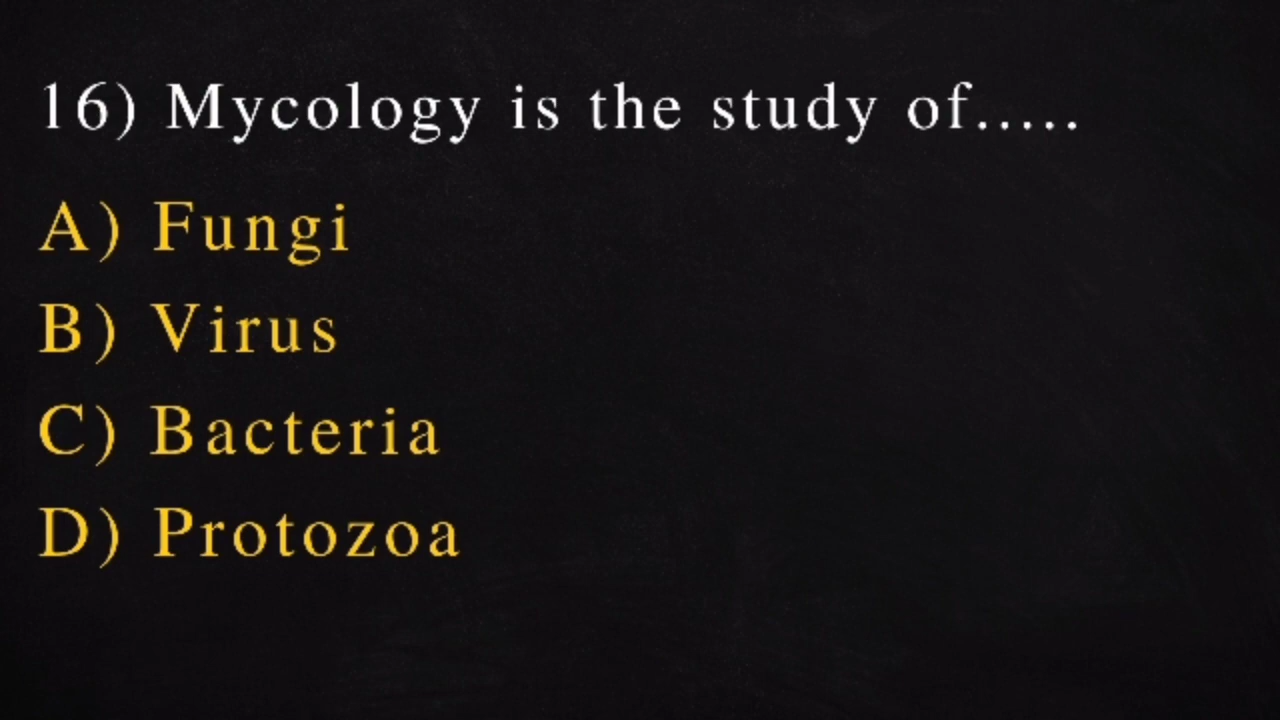 16) Mycology is the study of.....
A) Fungi
B) Virus
C) Bacteria
D) Protozoa